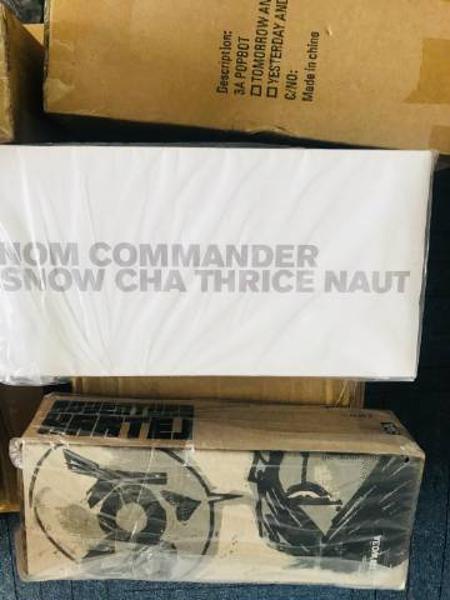 Description:
3A POPBOT
TOMORROW AN
YESTERDAY AND
C/NO:
Made in china
NOM COMMANDER
SNOW CHA THRICE NAUT